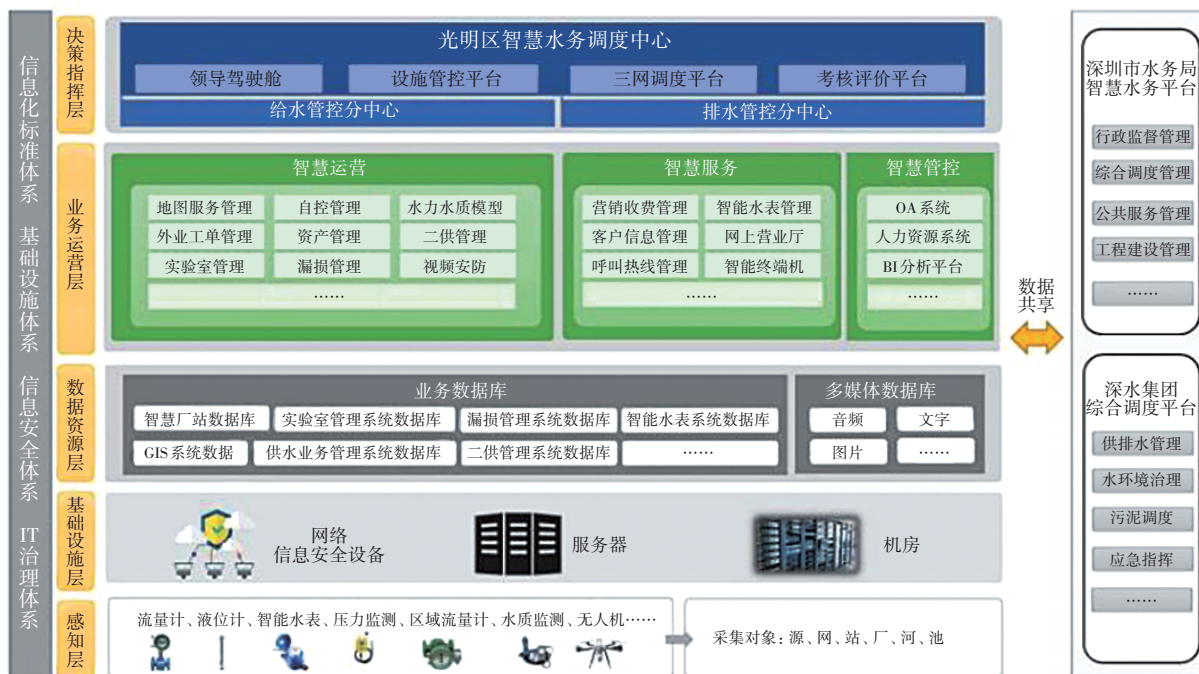 信息化标准体系 基础设施体系 信息安全体系 IT治理体系
决策指挥层
光明区智慧水务调度中心
领导驾驶舱 设施管控平台 三网调度平台 考核评价平台
给水管控分中心 排水管控分中心
业务运营层
智慧运营
地图服务管理 自控管理 水力水质模型
外业工单管理 资产管理 二供管理
实验室管理 漏损管理 视频安防
……
智慧服务
营销收费管理 智能水表管理
客户信息管理 网上营业厅
呼叫热线管理 智能终端机
……
智慧管控
OA系统
人力资源系统
BI分析平台
……
数据资源层
业务数据库
智慧厂站数据库 实验室管理系统数据库 漏损管理系统数据库 智能水表系统数据库
GIS系统数据 供水业务管理系统数据库 二供管理系统数据库 ……
多媒体数据库
音频 文字
图片 ……
基础设施层
网络
信息安全设备
服务器
机房
感知层
流量计、液位计、智能水表、压力监测、区域流量计、水质监测、无人机……
采集对象：源、网、站、厂、河、池
数据
共享
深圳市水务局
智慧水务平台
行政监督管理
综合调度管理
公共服务管理
工程建设管理
……
深水集团
综合调度平台
供排水管理
水环境治理
污泥调度
应急指挥
……